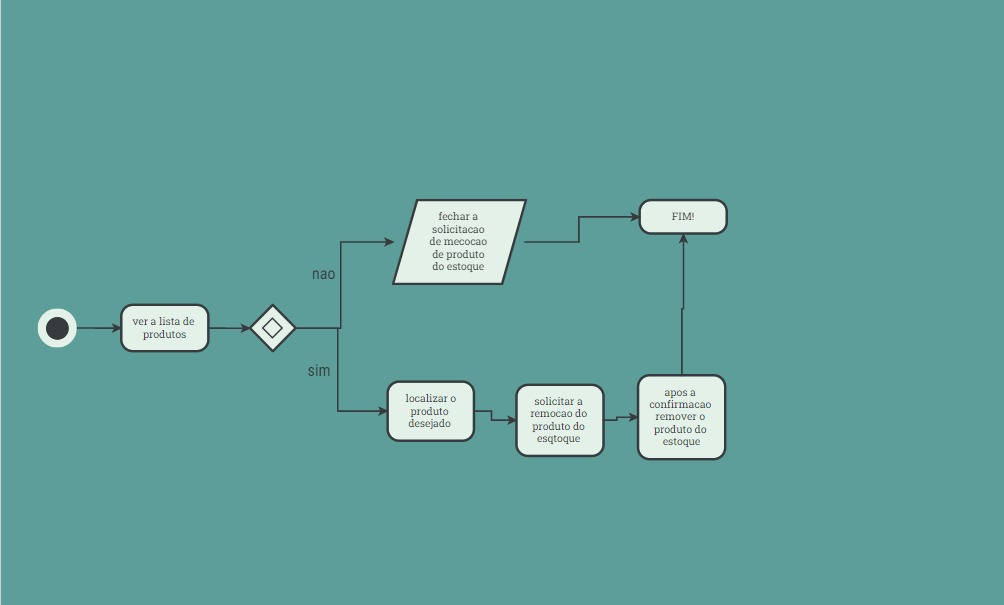 fechar a
solicitacao
de mecocao
de produto
do estoque
FIM!
nao
ver a lista de
produtos
sim
localizar o
produto
desejado
solicitar a
remocao do
produto do
esqtoque
apos a
confirmacao
remover o
produto do
estoque